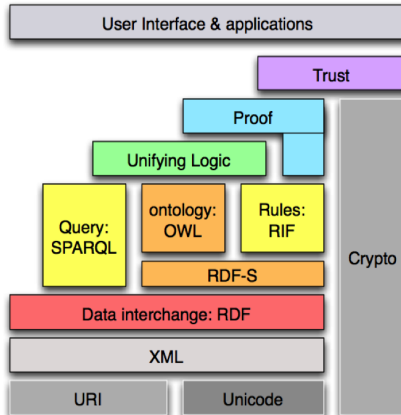 User Interface & applications
Trust
Proof
Unifying Logic
Query:
SPARQL
ontology:
OWL
Rules:
RIF
Crypto
RDF-S
Data interchange: RDF
XML
URI
Unicode